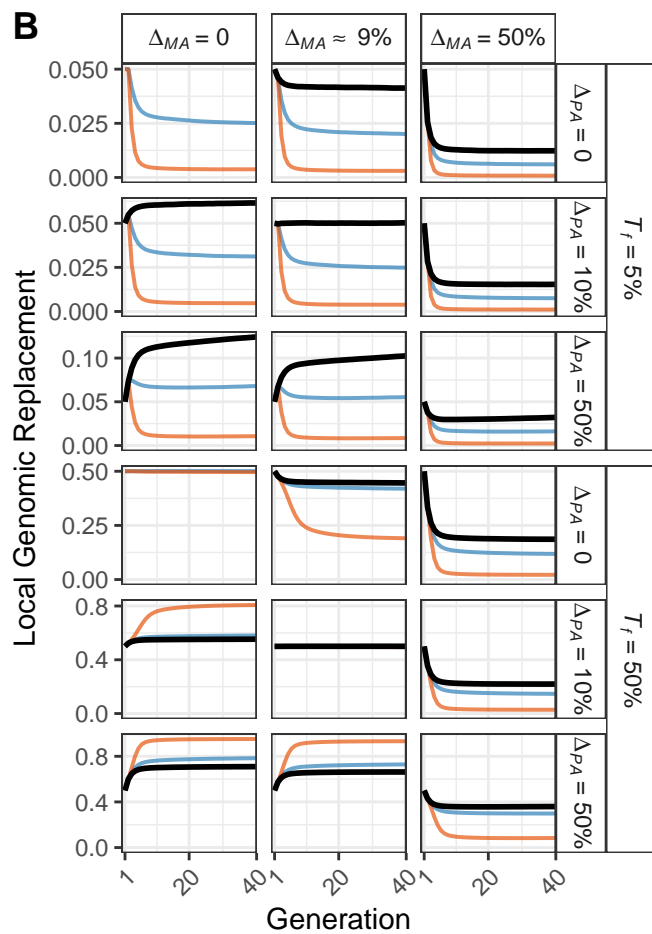 B
Δ_MA = 0
Δ_MA ≈ 9%
Δ_MA = 50%
0.050
0.025
0.000
Δ_PA = 0
0.050
0.025
0.000
Δ_PA = 10%
0.10
0.05
0.00
Δ_PA = 50%
T_f = 5%
0.50
0.25
0.00
Δ_PA = 0
0.8
0.4
0.0
Δ_PA = 10%
0.8
0.4
0.0
Δ_PA = 50%
T_f = 50%
Local Genomic Replacement
1 20 40 1 20 40 1 20 40
Generation